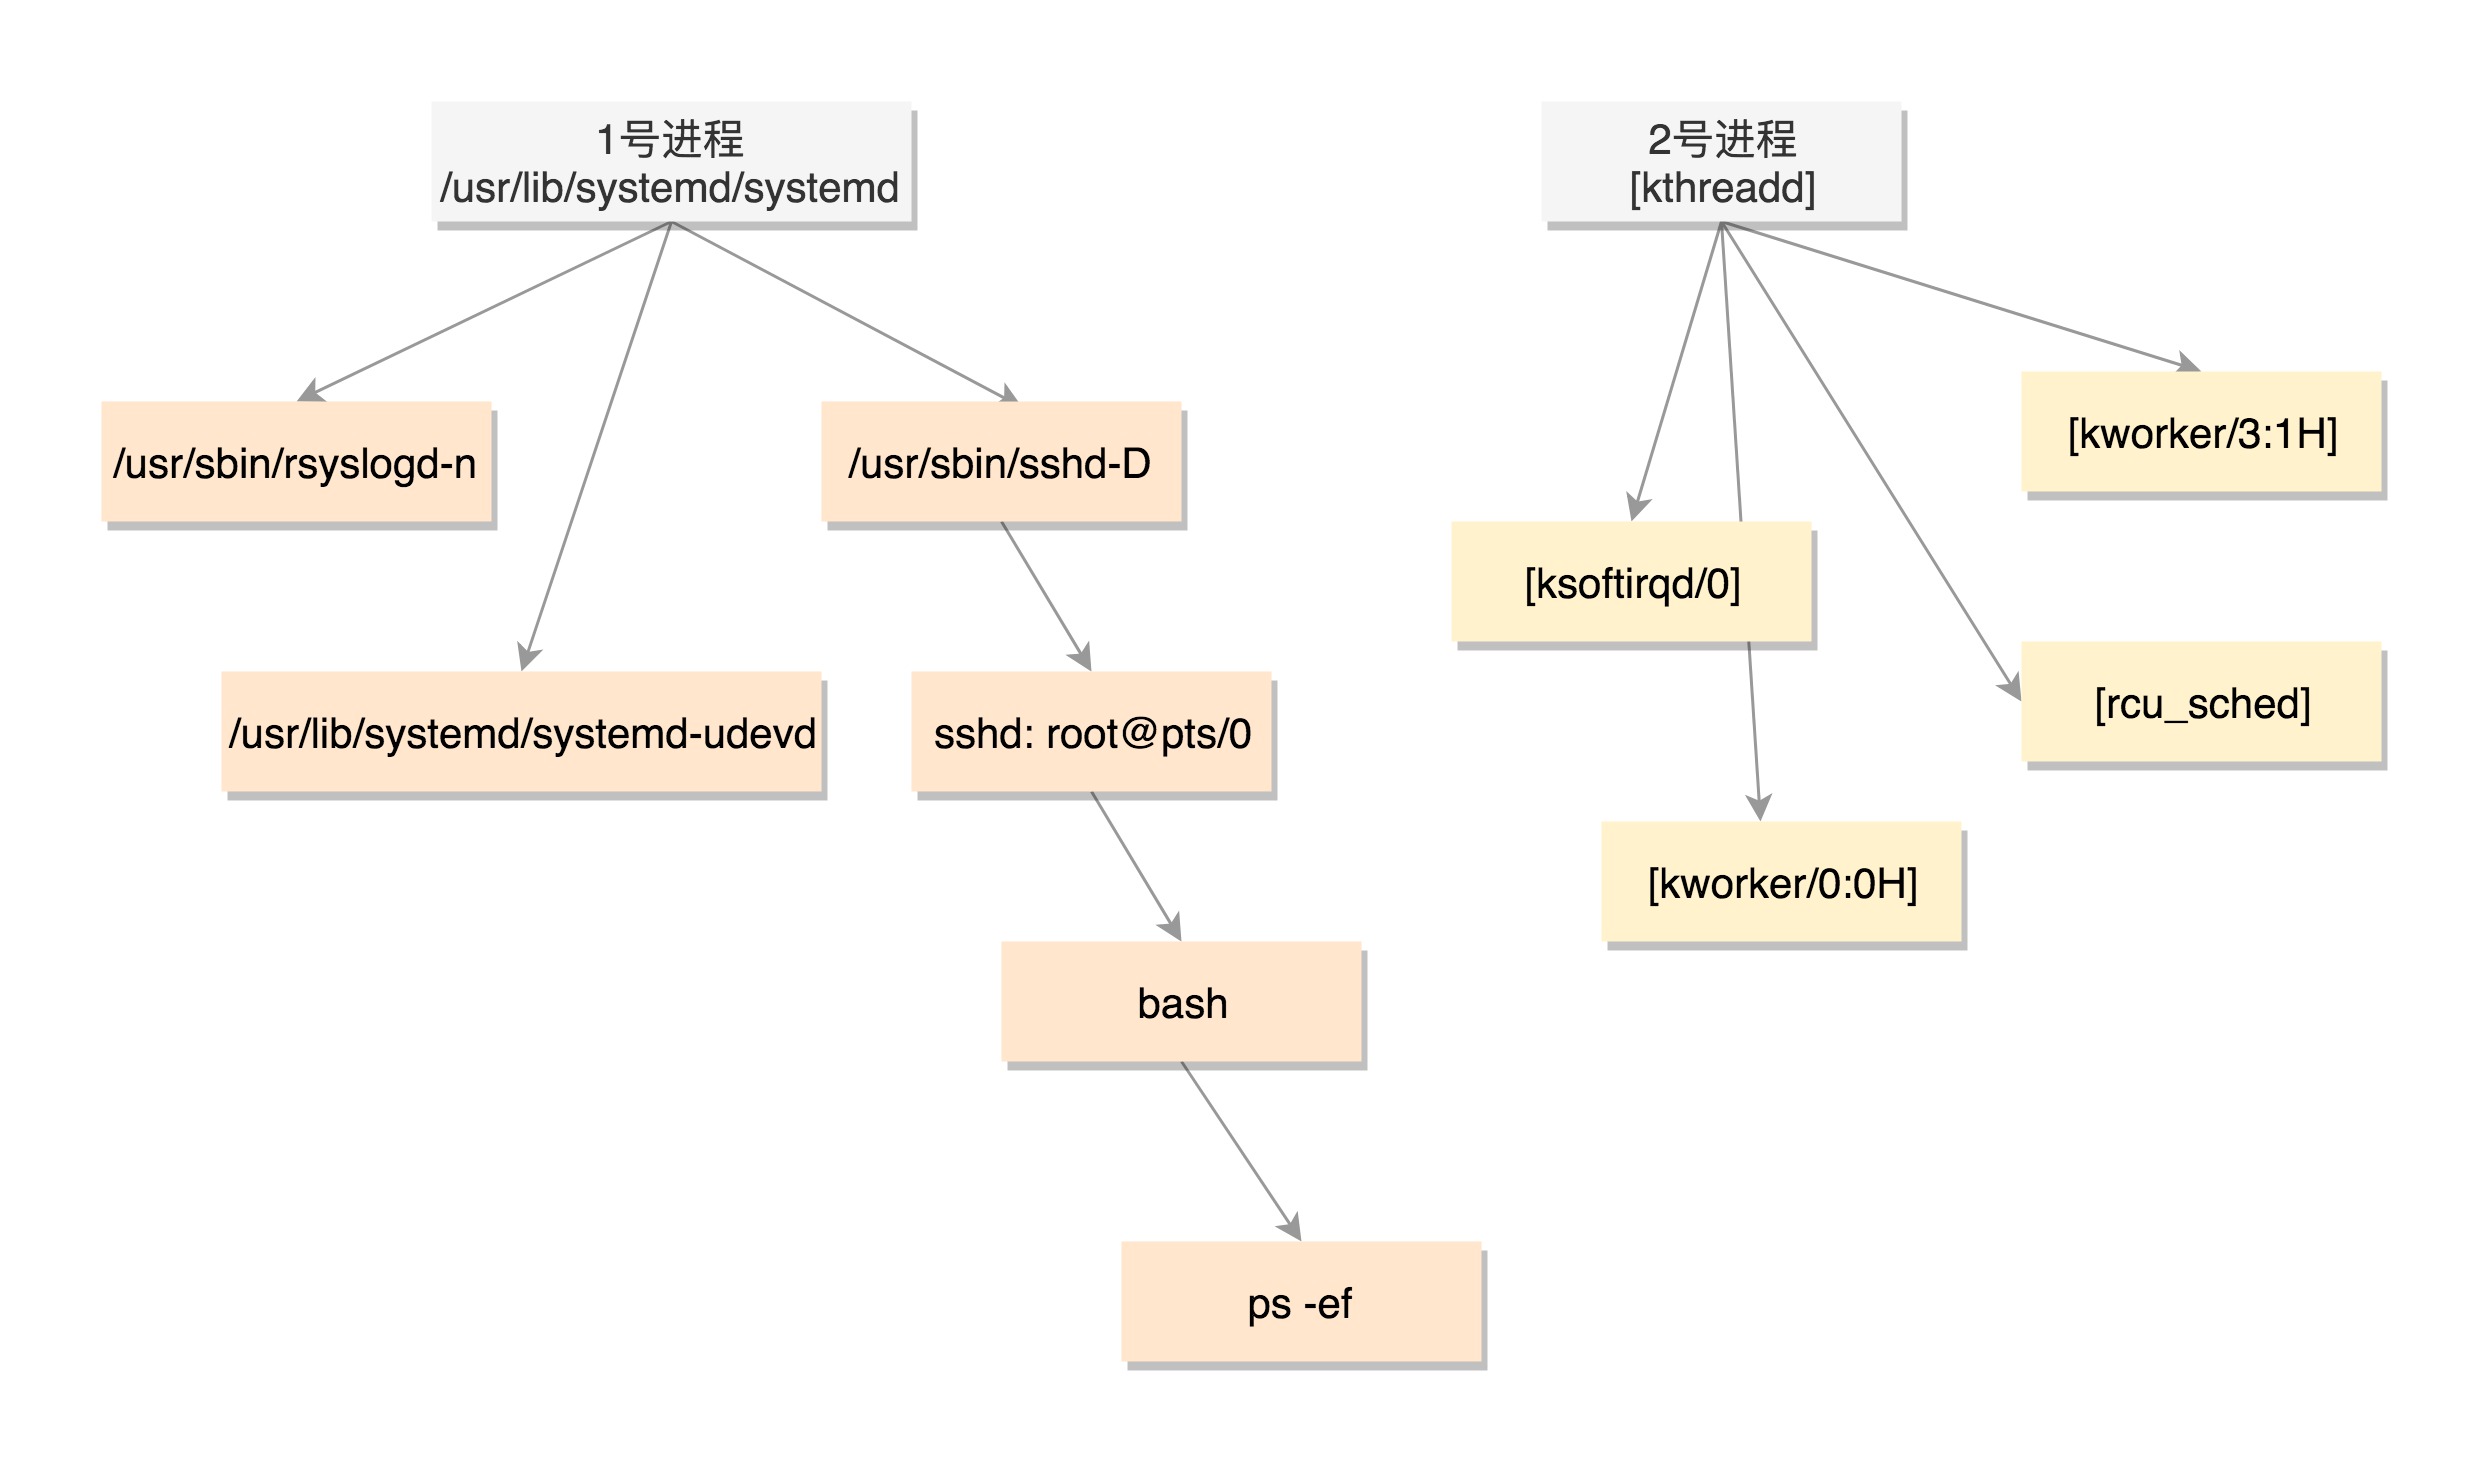 1号进程
/usr/lib/systemd/systemd
2号进程
[kthreadd]
/usr/sbin/rsyslogd-n
/usr/sbin/sshd-D
[kworker/3:1H]
[ksoftirqd/0]
/usr/lib/systemd/systemd-udevd
sshd: root@pts/0
[rcu_sched]
[kworker/0:0H]
bash
ps -ef